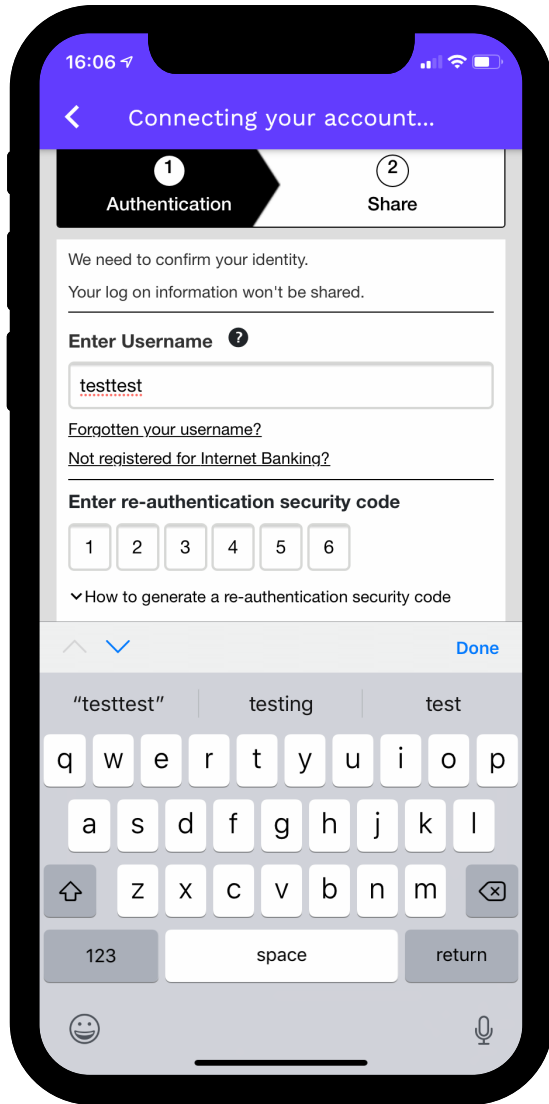 16:06
Connecting your account...
1 2
Authentication Share
We need to confirm your identity.
Your log on information won't be shared.
Enter Username ?
testtest
Forgotten your username?
Not registered for Internet Banking?
Enter re-authentication security code
1 2 3 4 5 6
How to generate a re-authentication security code
Done
“testtest” testing test
q w e r t y u i o p
a s d f g h j k l
z x c v b n m
123 space return